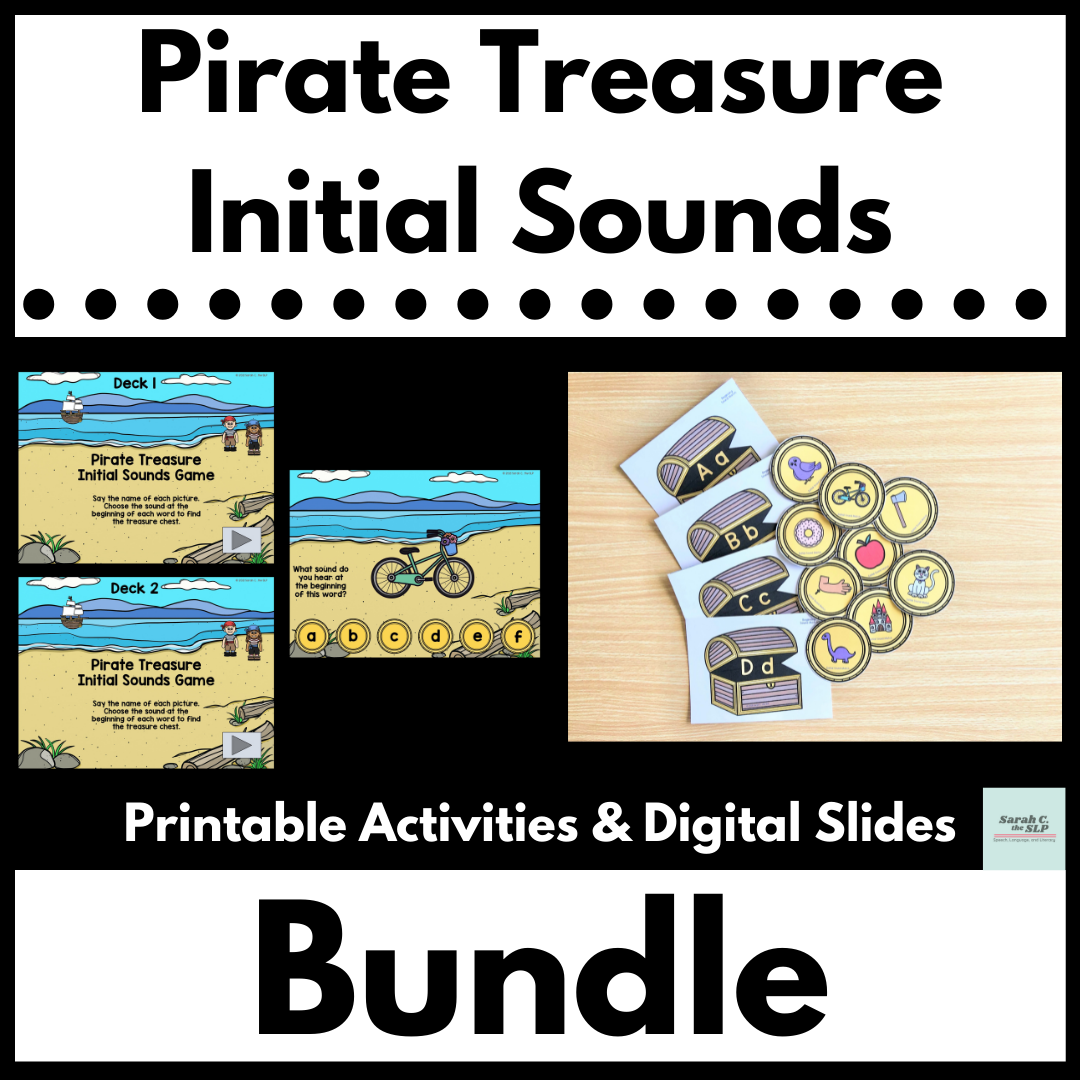 Pirate Treasure
Initial Sounds
Deck 1
Pirate Treasure
Initial Sounds Game
Say the name of each picture.
Choose the sound at the
beginning of each word to find
the treasure chest.
Deck 2
Pirate Treasure
Initial Sounds Game
Say the name of each picture.
Choose the sound at the
beginning of each word to find
the treasure chest.
What sound do
you hear at
the beginning
of this word?
a b c d e f
A a
B b
C c
D d
Printable Activities & Digital Slides
Sarah C.
the SLP
Speech, Language, and Literacy
Bundle